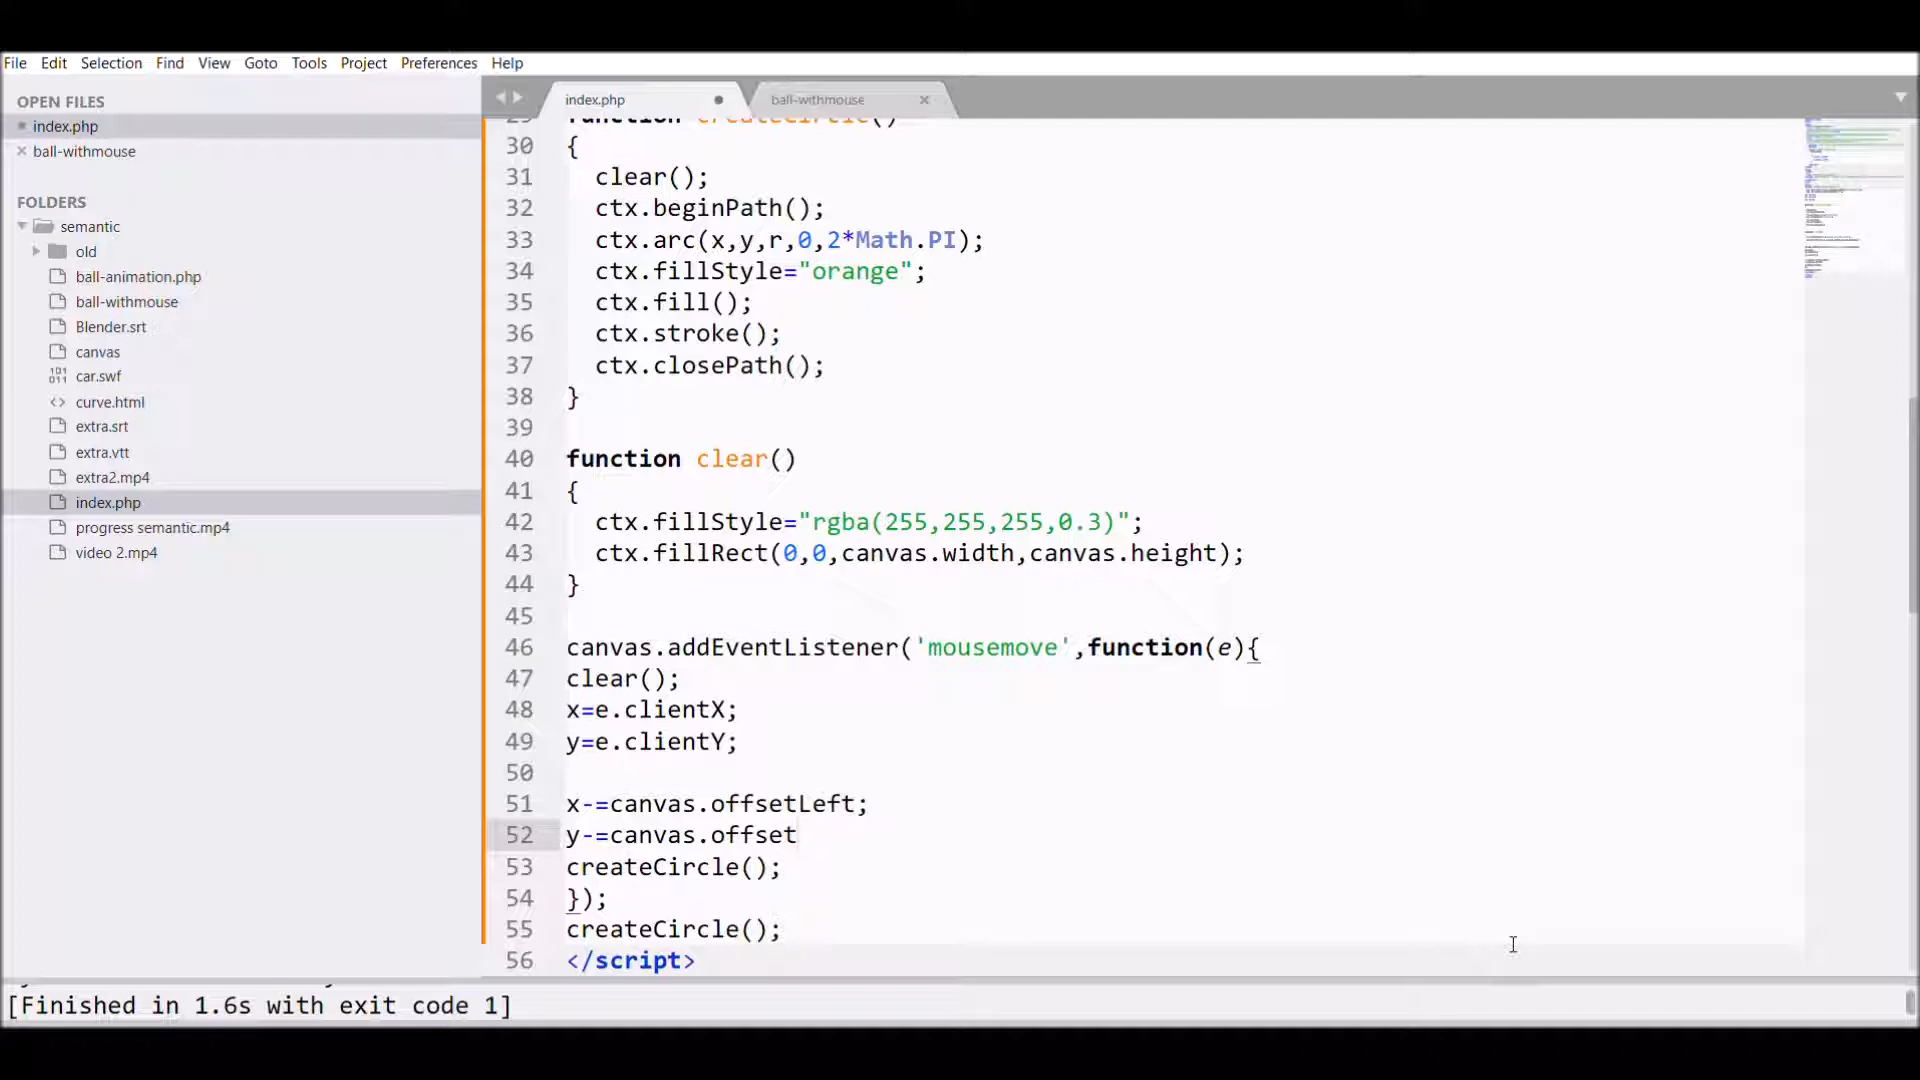 File Edit Selection Find View Goto Tools Project Preferences Help
OPEN FILES
index.php
ball-withmouse
FOLDERS
semantic
old
ball-animation.php
ball-withmouse
Blender.srt
canvas
car.swf
curve.html
extra.srt
extra.vtt
extra2.mp4
index.php
progress semantic.mp4
video 2.mp4
index.php ball-withmouse
29 function createCircle()
30 {
31 clear();
32 ctx.beginPath();
33 ctx.arc(x,y,r,0,2*Math.PI);
34 ctx.fillStyle="orange";
35 ctx.fill();
36 ctx.stroke();
37 ctx.closePath();
38 }
39
40 function clear()
41 {
42 ctx.fillStyle="rgba(255,255,255,0.3)";
43 ctx.fillRect(0,0,canvas.width,canvas.height);
44 }
45
46 canvas.addEventListener('mousemove',function(e){
47 clear();
48 x=e.clientX;
49 y=e.clientY;
50
51 x-=canvas.offsetLeft;
52 y-=canvas.offset
53 createCircle();
54 });
55 createCircle();
56 </script>
[Finished in 1.6s with exit code 1]